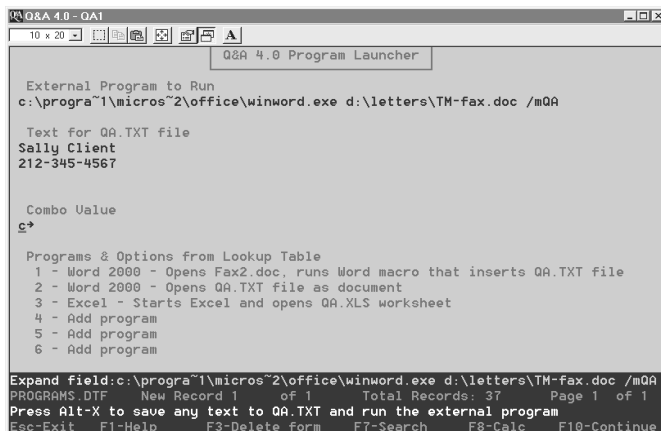 Q&A 4.0 - QA1
10 x 20
A
Q&A 4.0 Program Launcher
External Program to Run
c:\progra~1\micros~2\office\winword.exe d:\letters\TM-fax.doc /mQA
Text for QA.TXT file
Sally Client
212-345-4567
Combo Value
c→
Programs & Options from Lookup Table
1 - Word 2000 - Opens Fax2.doc, runs Word macro that inserts QA.TXT file
2 - Word 2000 - Opens QA.TXT file as document
3 - Excel - Starts Excel and opens QA.XLS worksheet
4 - Add program
5 - Add program
6 - Add program
Expand field:c:\progra~1\micros~2\office\winword.exe d:\letters\TM-fax.doc /mQA
PROGRAMS.DTF New Record 1 of 1 Total Records: 37 Page 1 of 1
Press Alt-X to save any text to QA.TXT and run the external program
Esc-Exit F1-Help F3-Delete form F7-Search F8-Calc F10-Continue